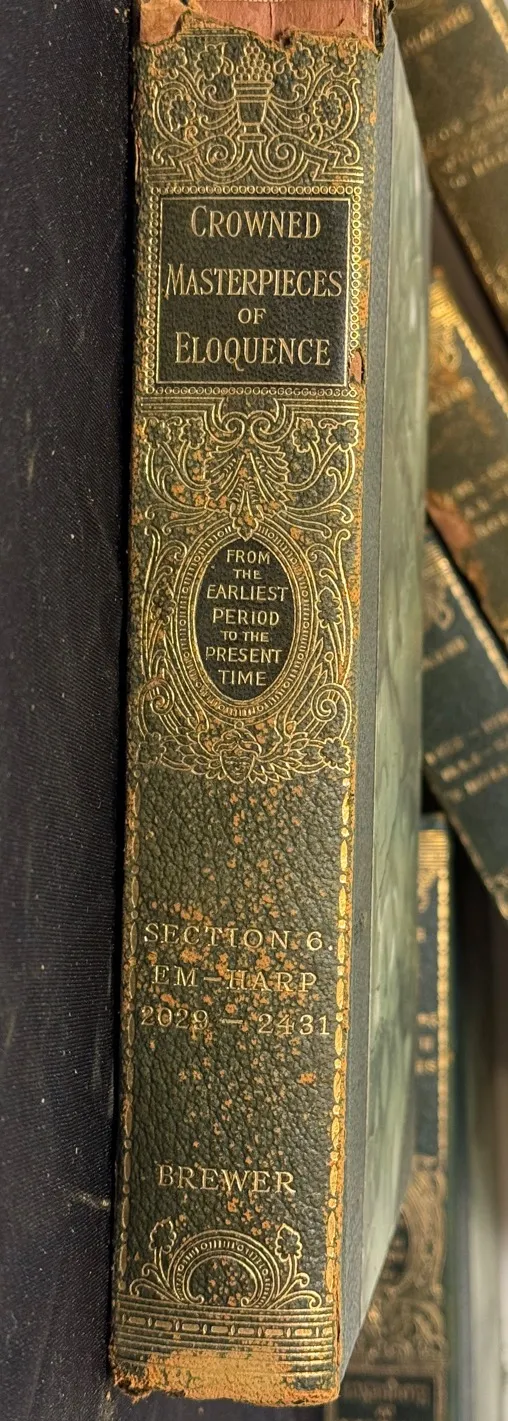 CROWNED
MASTERPIECES
OF
ELOQUENCE
FROM
THE
EARLIEST
PERIOD
TO THE
PRESENT
TIME
SECTION 6.
EM—HARP
2029 — 2431
BREWER